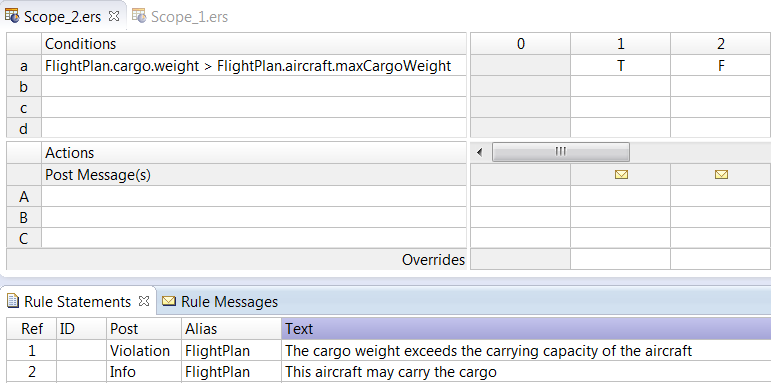 Scope_2.ers Scope_1.ers
Conditions 0 1 2
a FlightPlan.cargo.weight > FlightPlan.aircraft.maxCargoWeight T F
b
c
d
Actions
Post Message(s)
A
B
C
Overrides
Rule Statements Rule Messages
Ref ID Post Alias Text
1 Violation FlightPlan The cargo weight exceeds the carrying capacity of the aircraft
2 Info FlightPlan This aircraft may carry the cargo